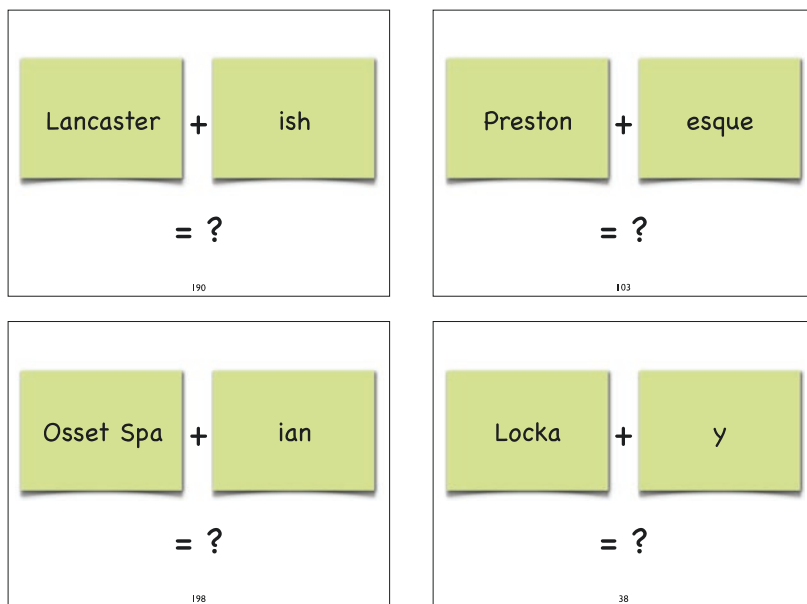 Lancaster + ish
= ?
190
Preston + esque
= ?
103
Osset Spa + ian
= ?
198
Locka + y
= ?
38